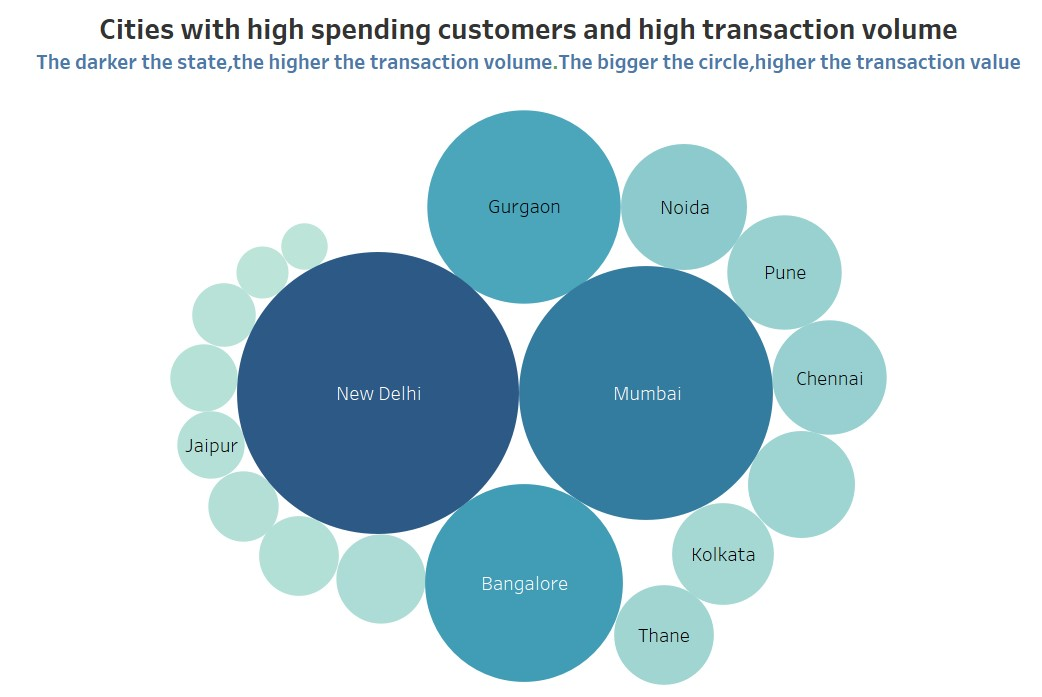 Cities with high spending customers and high transaction volume
The darker the state,the higher the transaction volume.The bigger the circle,higher the transaction value
Gurgaon
Noida
Pune
Chennai
New Delhi
Mumbai
Jaipur
Kolkata
Bangalore
Thane